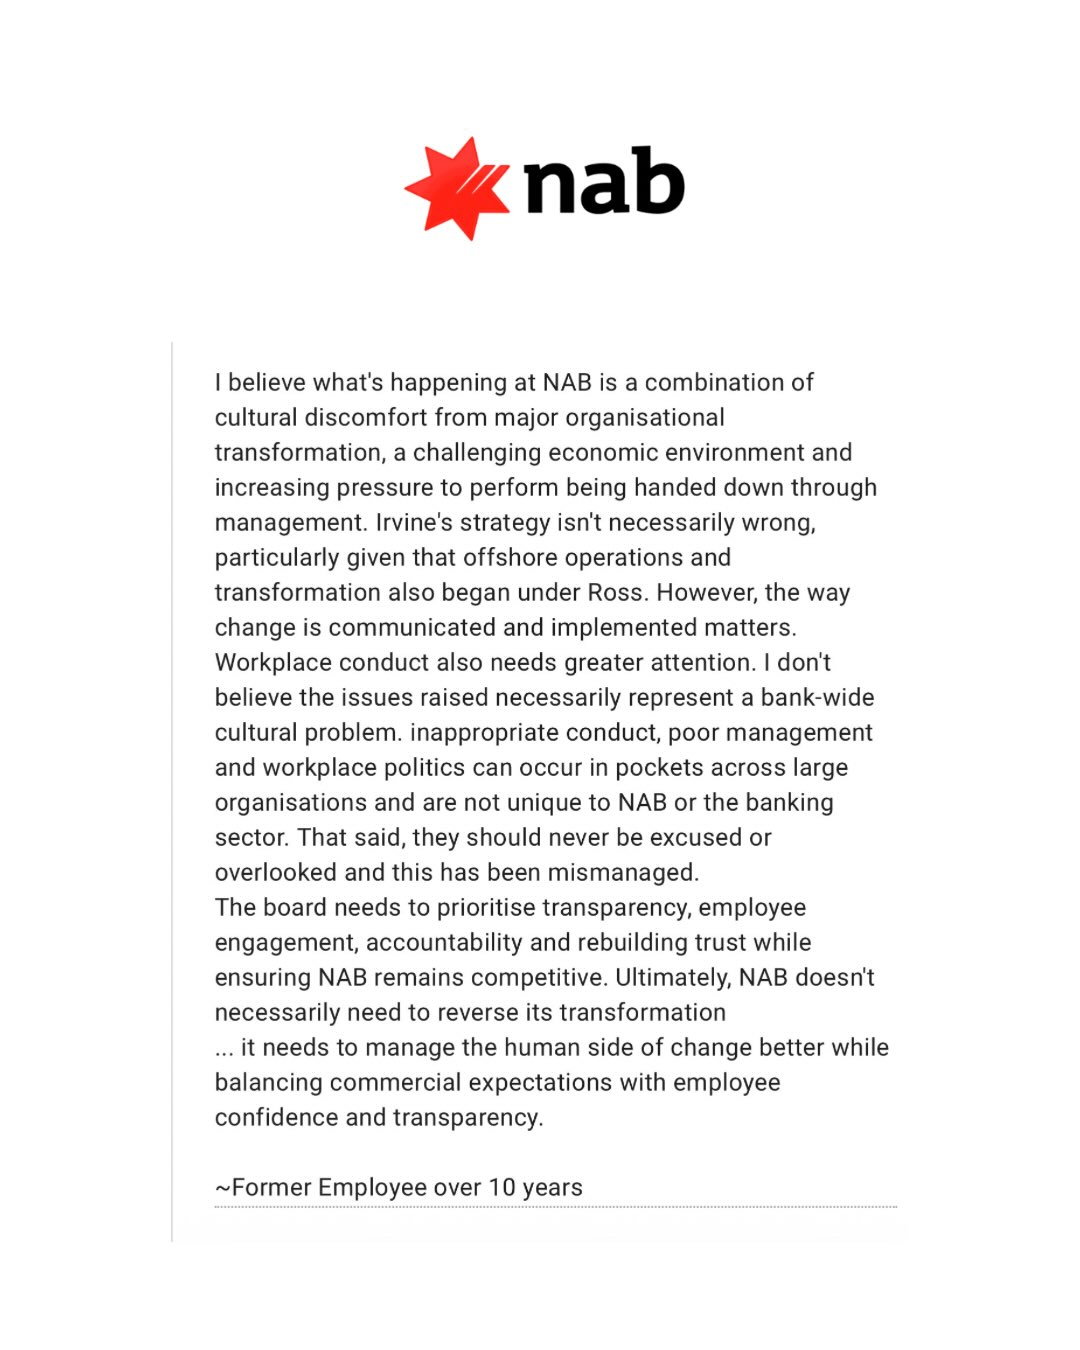 nab
I believe what's happening at NAB is a combination of
cultural discomfort from major organisational
transformation, a challenging economic environment and
increasing pressure to perform being handed down through
management. Irvine's strategy isn't necessarily wrong,
particularly given that offshore operations and
transformation also began under Ross. However, the way
change is communicated and implemented matters.
Workplace conduct also needs greater attention. I don't
believe the issues raised necessarily represent a bank-wide
cultural problem. inappropriate conduct, poor management
and workplace politics can occur in pockets across large
organisations and are not unique to NAB or the banking
sector. That said, they should never be excused or
overlooked and this has been mismanaged.
The board needs to prioritise transparency, employee
engagement, accountability and rebuilding trust while
ensuring NAB remains competitive. Ultimately, NAB doesn't
necessarily need to reverse its transformation
... it needs to manage the human side of change better while
balancing commercial expectations with employee
confidence and transparency.
~Former Employee over 10 years